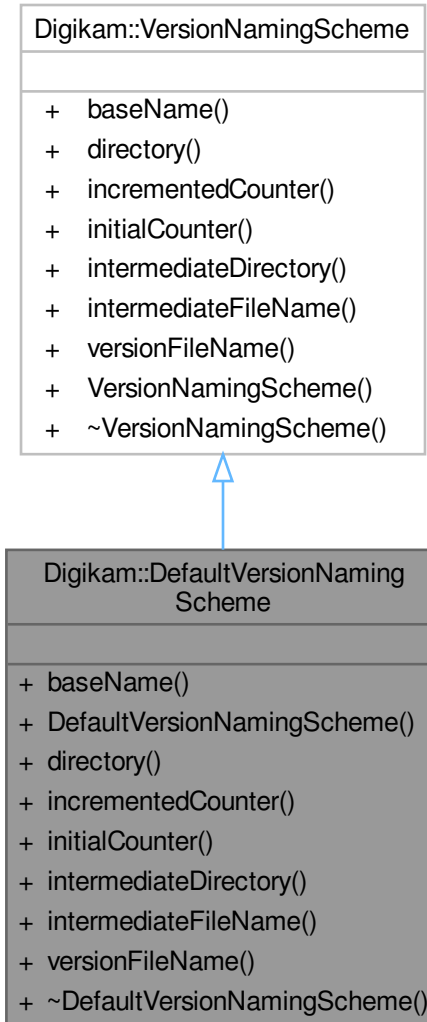 Digikam::VersionNamingScheme
+ baseName()
+ directory()
+ incrementedCounter()
+ initialCounter()
+ intermediateDirectory()
+ intermediateFileName()
+ versionFileName()
+ VersionNamingScheme()
+ ~VersionNamingScheme()
Digikam::DefaultVersionNaming
Scheme
+ baseName()
+ DefaultVersionNamingScheme()
+ directory()
+ incrementedCounter()
+ initialCounter()
+ intermediateDirectory()
+ intermediateFileName()
+ versionFileName()
+ ~DefaultVersionNamingScheme()